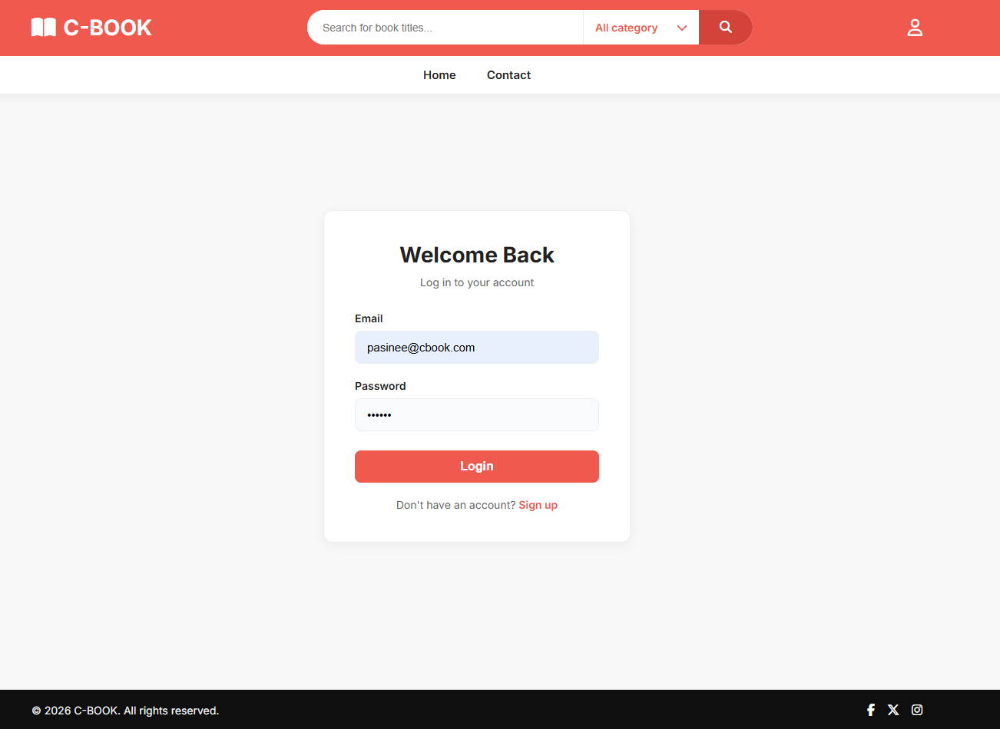 C-BOOK
Search for book titles...
All category
Home
Contact
Welcome Back
Log in to your account
Email
pasinee@cbook.com
Password
••••••
Login
Don't have an account? Sign up
© 2026 C-BOOK. All rights reserved.